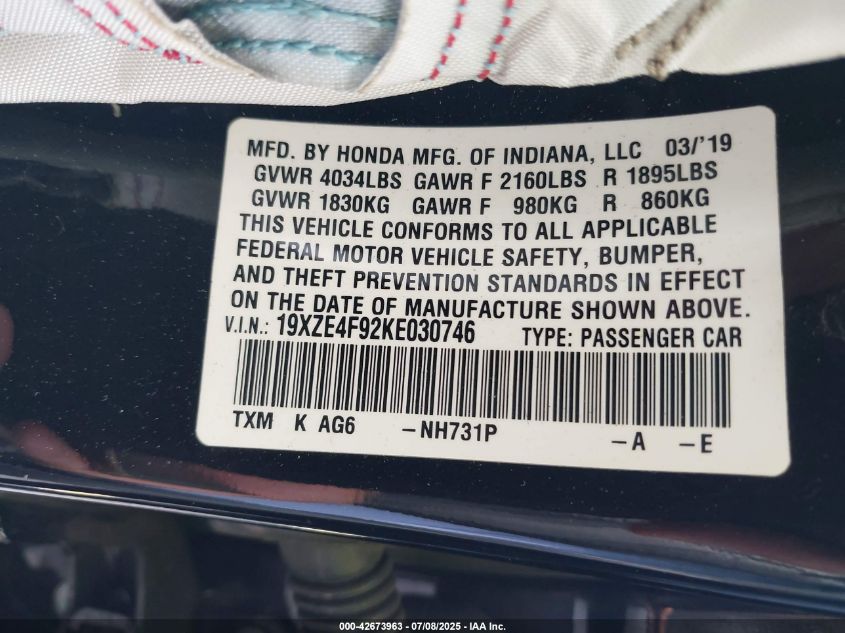 MFD. BY HONDA MFG. OF INDIANA, LLC 03/'19
GVWR 4034LBS GAWR F 2160LBS R 1895LBS
GVWR 1830KG GAWR F 980KG R 860KG
THIS VEHICLE CONFORMS TO ALL APPLICABLE
FEDERAL MOTOR VEHICLE SAFETY, BUMPER,
AND THEFT PREVENTION STANDARDS IN EFFECT
ON THE DATE OF MANUFACTURE SHOWN ABOVE.
V.I.N.: 19XZE4F92KE030746 TYPE: PASSENGER CAR
TXM K AG6 -NH731P -A -E
000-42673963 - 07/08/2025 - IAA Inc.